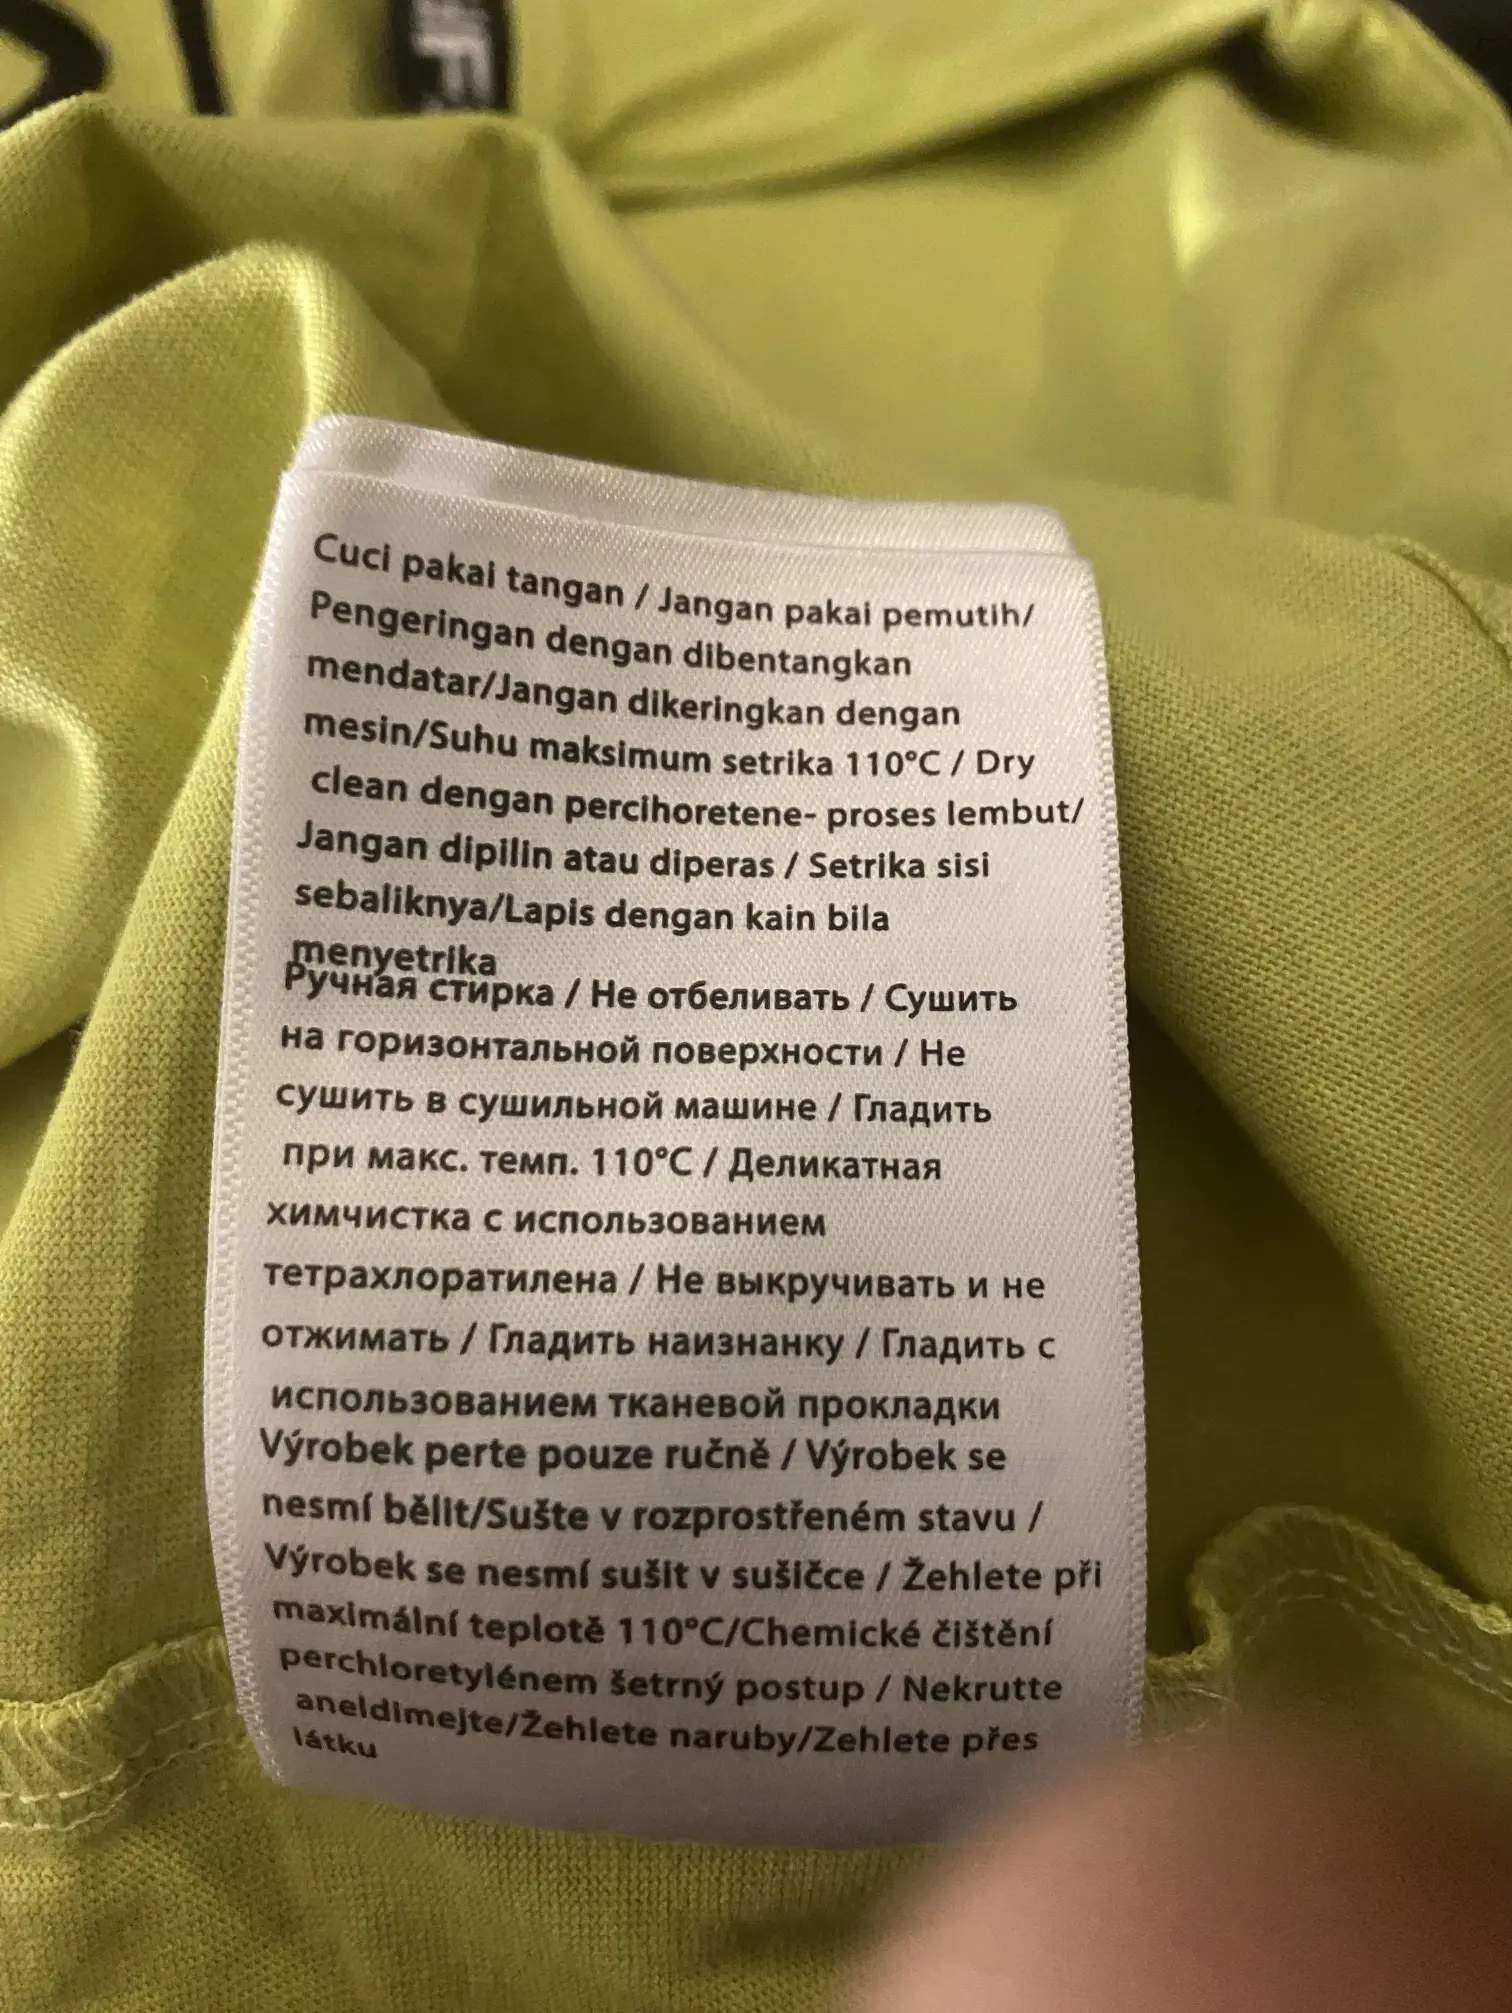 Cuci pakai tangan / Jangan pakai pemutih/
Pengeringan dengan dibentangkan
mendatar/Jangan dikeringkan dengan
mesin/Suhu maksimum setrika 110°C / Dry
clean dengan percihoretene- proses lembut/
Jangan dipilin atau diperas / Setrika sisi
sebaliknya/Lapis dengan kain bila
menyetrika
Ручная стирка / Не отбеливать / Сушить
на горизонтальной поверхности / Не
сушить в сушильной машине / Гладить
при макс. темп. 110°C / Деликатная
химчистка с использованием
тетрахлоратилена / Не выкручивать и не
отжимать / Гладить наизнанку / Гладить с
использованием тканевой прокладки
Výrobek perte pouze ručně / Výrobek se
nesmí bělit/Sušte v rozprostřeném stavu /
Výrobek se nesmí sušit v sušičce / Žehlete při
maximální teplotě 110°C/Chemické čištění
perchloretylénem šetrný postup / Nekrutte
aneldimejte/Žehlete naruby/Zehlete přes
látku